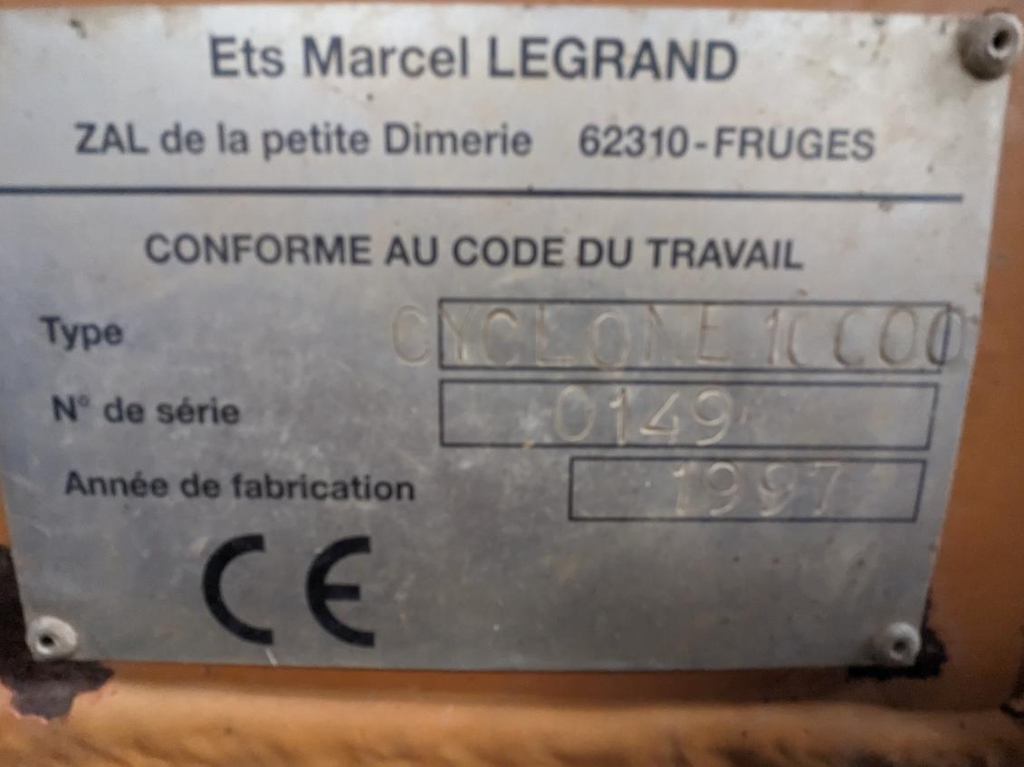 Ets Marcel LEGRAND
ZAL de la petite Dimerie 62310-FRUGES
CONFORME AU CODE DU TRAVAIL
Type CYCLONE 10000
N° de série 0149
Année de fabrication 1997
CE